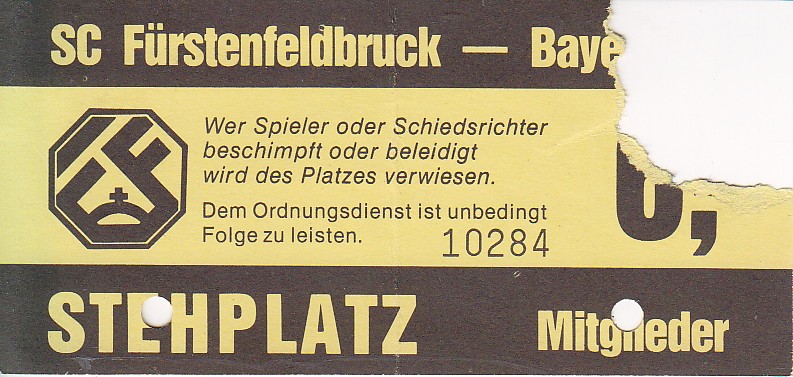 SC Fürstenfeldbruck — Baye
Wer Spieler oder Schiedsrichter
beschimpft oder beleidigt
wird des Platzes verwiesen.
Dem Ordnungsdienst ist unbedingt
Folge zu leisten. 10284
STEHPLATZ Mitglieder